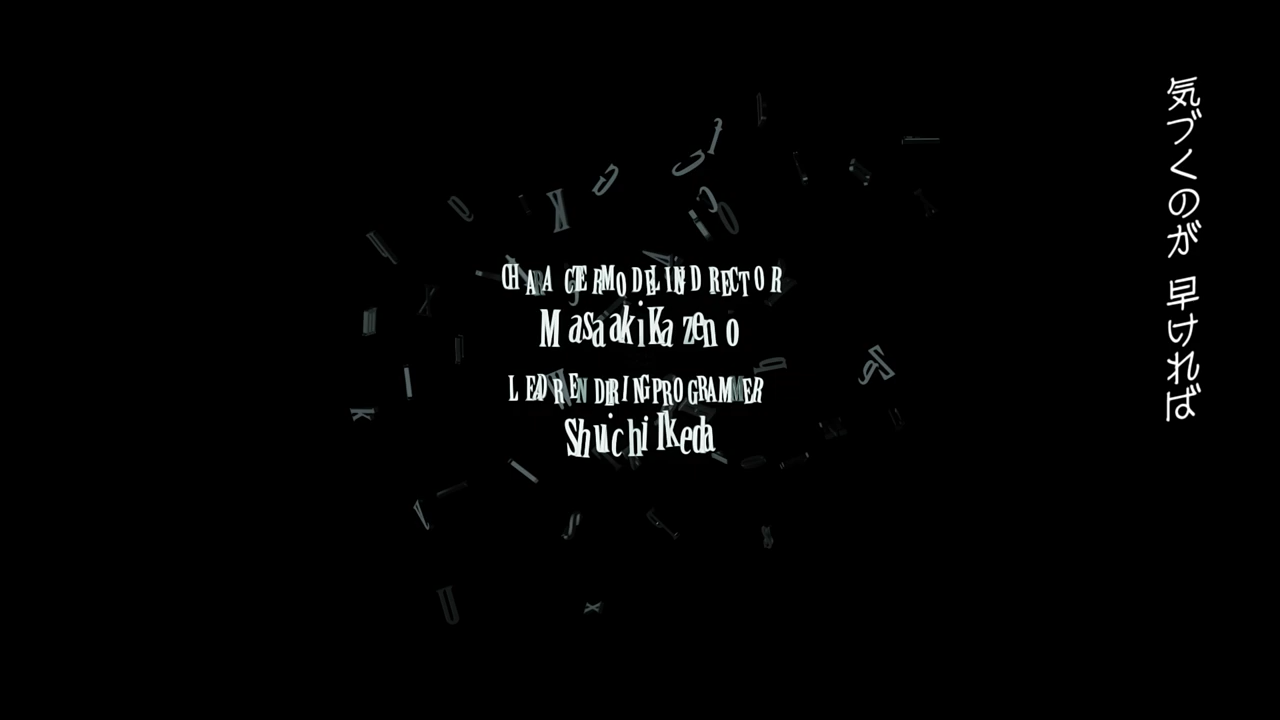 CHARACTER MODELING DIRECTOR
Masaaki Kazeno
LEAD RENDERING PROGRAMMER
Shuichi Ikeda
気づくのが 早ければ